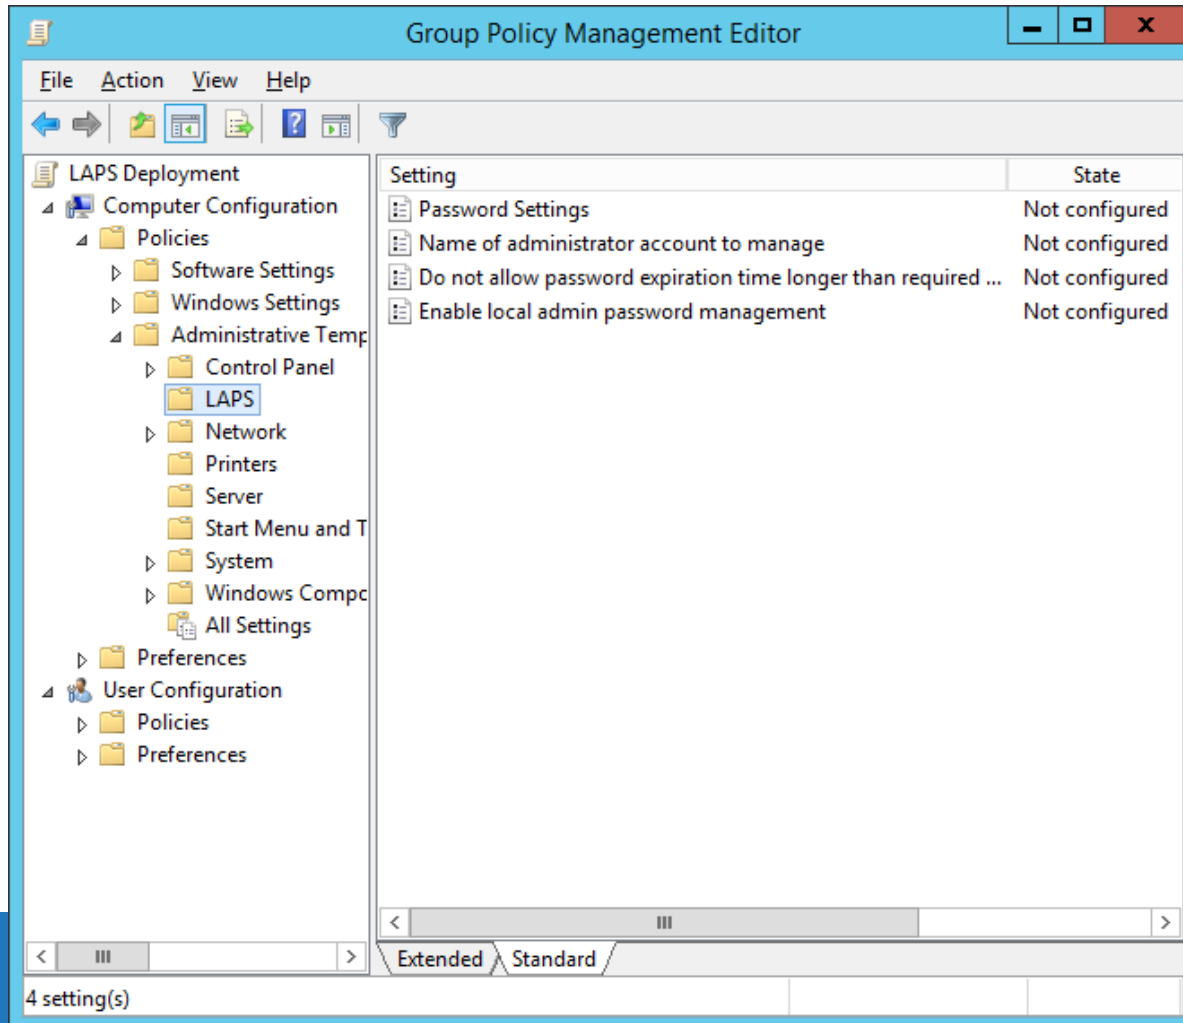 Group Policy Management Editor
File Action View Help
LAPS Deployment
Computer Configuration
Policies
Software Settings
Windows Settings
Administrative Temp
Control Panel
LAPS
Network
Printers
Server
Start Menu and T
System
Windows Compc
All Settings
Preferences
User Configuration
Policies
Preferences
Setting State
Password Settings Not configured
Name of administrator account to manage Not configured
Do not allow password expiration time longer than required ... Not configured
Enable local admin password management Not configured
Extended Standard
4 setting(s)